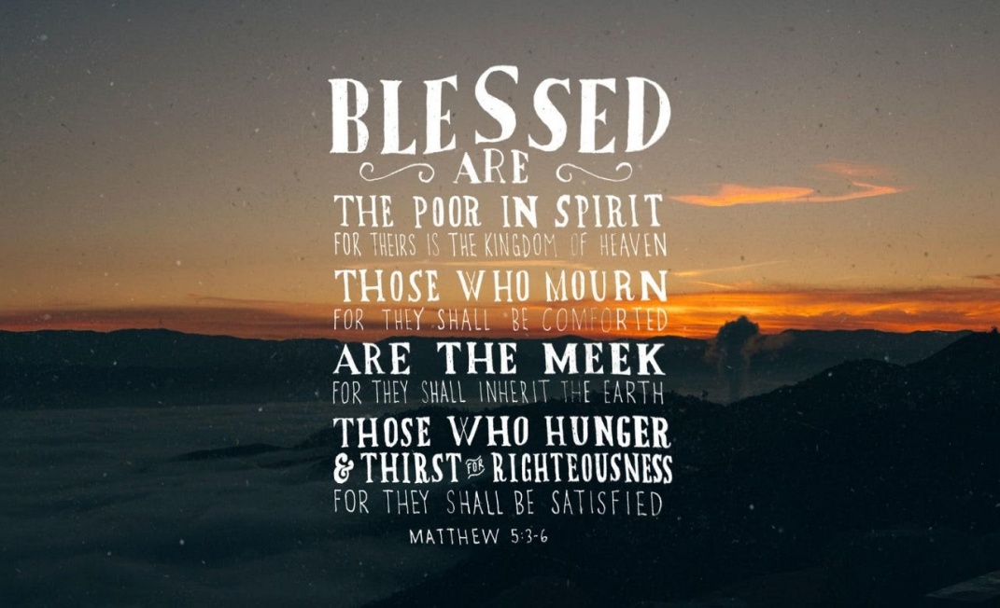 BLESSED
ARE
THE POOR IN SPIRIT
FOR THEIRS IS THE KINGDOM OF HEAVEN
THOSE WHO MOURN
FOR THEY SHALL BE COMFORTED
ARE THE MEEK
FOR THEY SHALL INHERIT THE EARTH
THOSE WHO HUNGER
& THIRST FOR RIGHTEOUSNESS
FOR THEY SHALL BE SATISFIED
MATTHEW 5:3-6